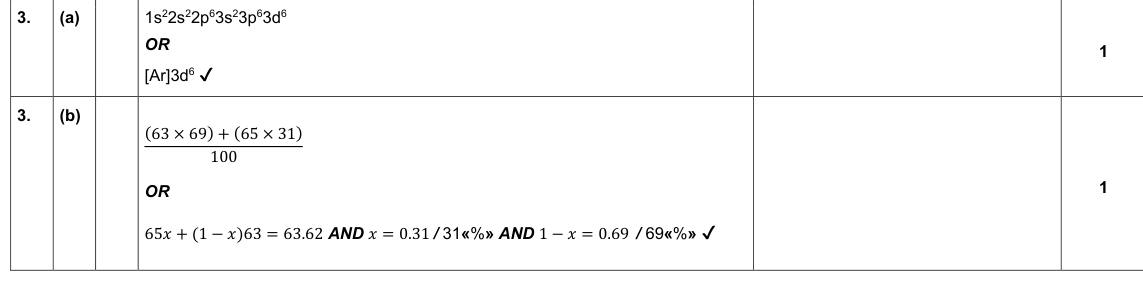 3. (a) 1s²2s²2p⁶3s²3p⁶3d⁶
OR
[Ar]3d⁶ ✓
1
3. (b)
(63 × 69) + (65 × 31)
100
OR
1
65x + (1 − x)63 = 63.62 AND x = 0.31/31«%» AND 1 − x = 0.69 /69«%» ✓